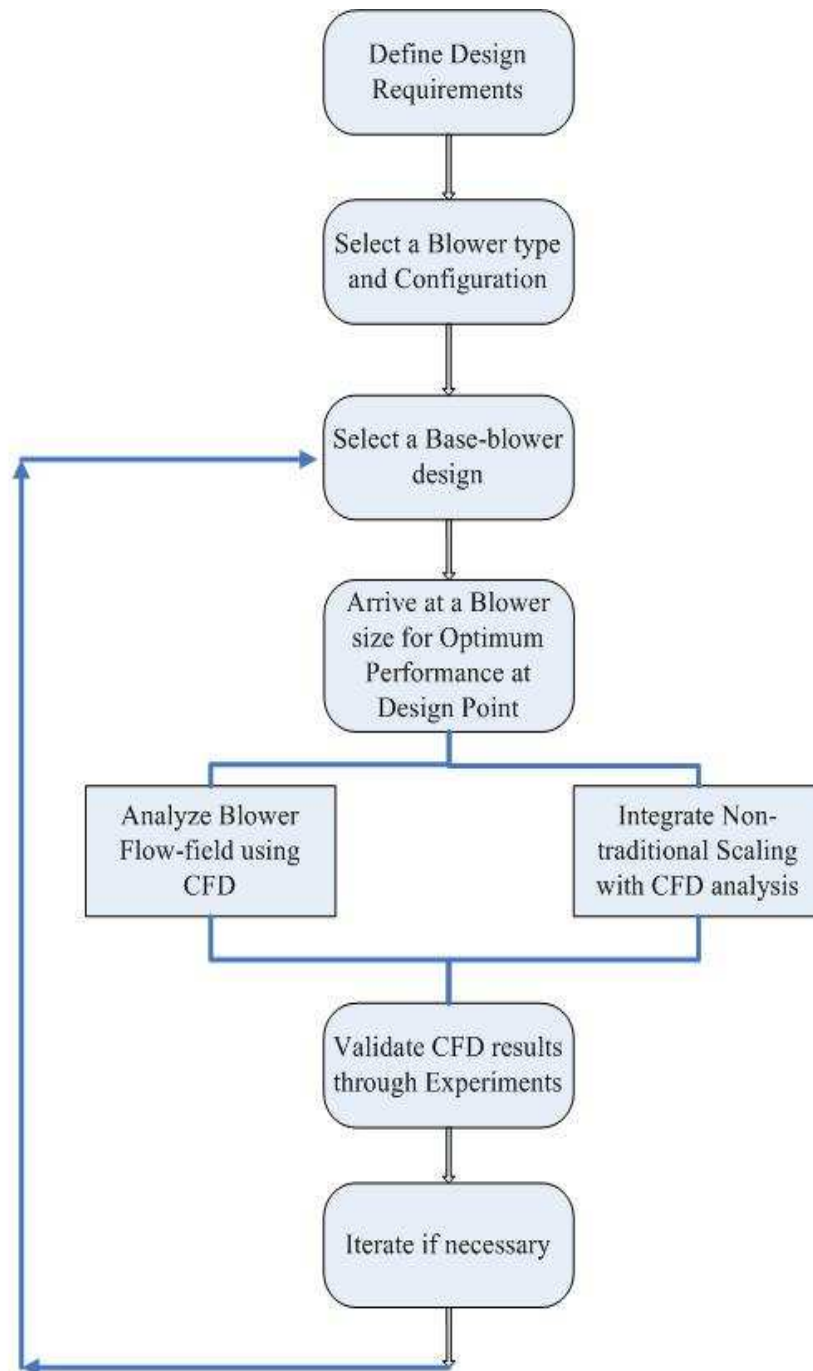 Define Design
Requirements
Select a Blower type
and Configuration
Select a Base-blower
design
Arrive at a Blower
size for Optimum
Performance at
Design Point
Analyze Blower
Flow-field using
CFD
Integrate Non-
traditional Scaling
with CFD analysis
Validate CFD results
through Experiments
Iterate if necessary